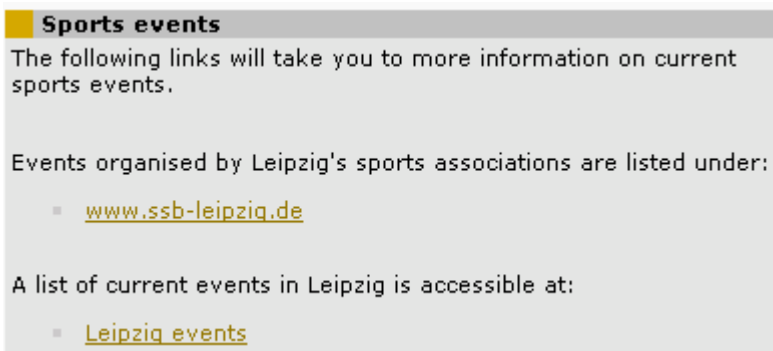 Sports events
The following links will take you to more information on current
sports events.
Events organised by Leipzig's sports associations are listed under:
www.ssb-leipzig.de
A list of current events in Leipzig is accessible at:
Leipzig events